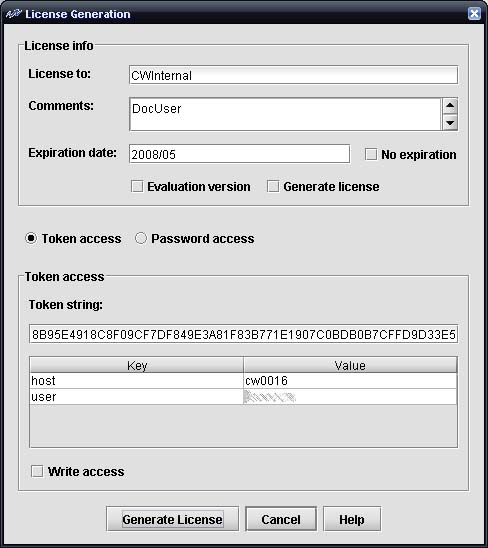 License Generation
License info
License to: CWInternal
Comments: DocUser
Expiration date: 2008/05 No expiration
Evaluation version Generate license
Token access Password access
Token access
Token string:
8B95E4918C8F09CF7DF849E3A81F83B771E1907C0BDB0B7CFFD9D33E5
Key Value
host cw0016
user
Write access
Generate License Cancel Help